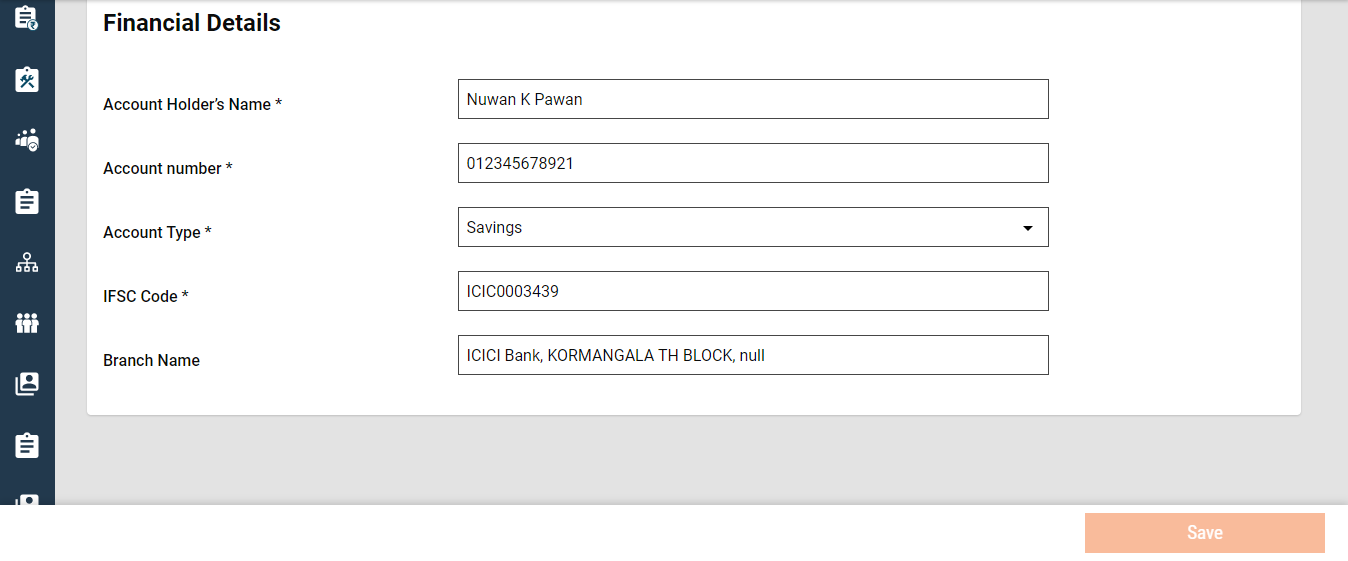 Financial Details
Account Holder's Name * Nuwan K Pawan
Account number * 012345678921
Account Type * Savings
IFSC Code * ICIC0003439
Branch Name ICICI Bank, KORMANGALA TH BLOCK, null
Save